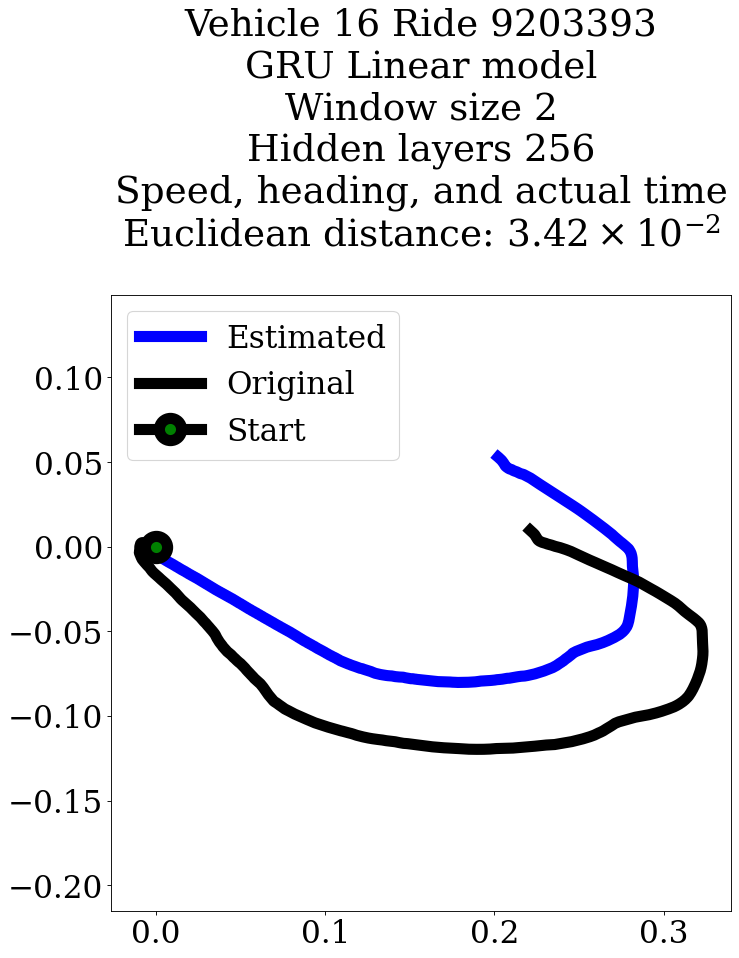 Vehicle 16 Ride 9203393
GRU Linear model
Window size 2
Hidden layers 256
Speed, heading, and actual time
Euclidean distance: 3.42 × 10⁻²
Estimated
Original
Start
0.10
0.05
0.00
−0.05
−0.10
−0.15
−0.20
0.0 0.1 0.2 0.3